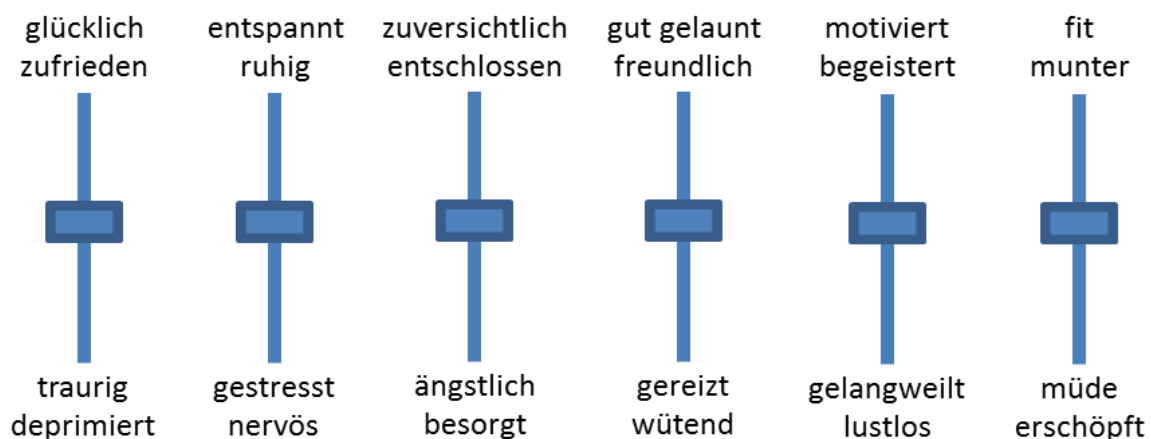 glücklich
zufrieden
entspannt
ruhig
zuversichtlich
entschlossen
gut gelaunt
freundlich
motiviert
begeistert
fit
munter
traurig
deprimiert
gestresst
nervös
ängstlich
besorgt
gereizt
wütend
gelangweilt
lustlos
müde
erschöpft